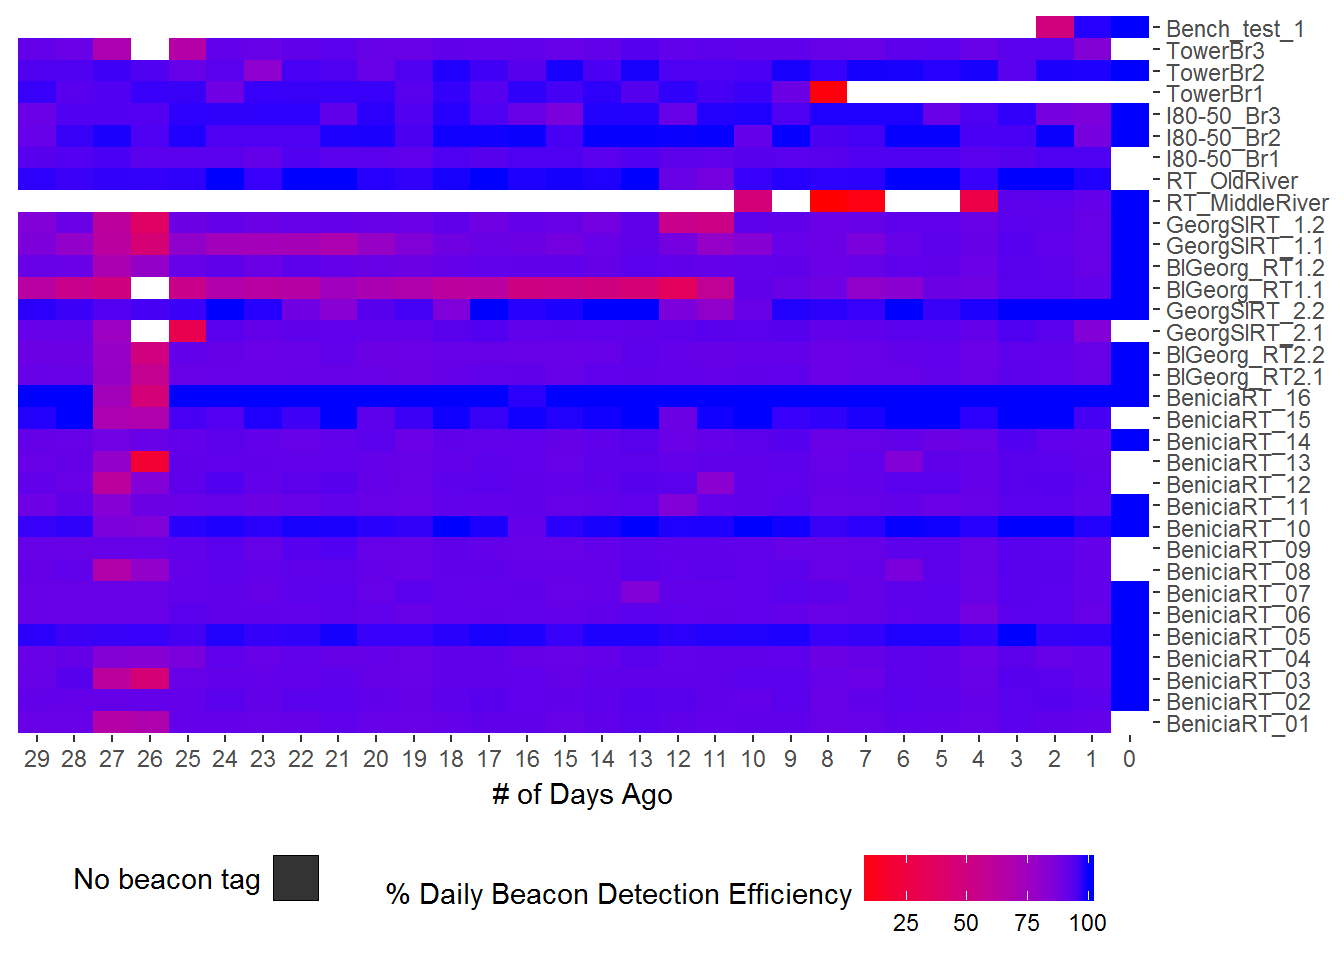 Bench_test_1
TowerBr3
TowerBr2
TowerBr1
I80-50_Br3
I80-50_Br2
I80-50_Br1
RT_OldRiver
RT_MiddleRiver
GeorgSlRT_1.2
GeorgSlRT_1.1
BlGeorg_RT1.2
BlGeorg_RT1.1
GeorgSlRT_2.2
GeorgSlRT_2.1
BlGeorg_RT2.2
BlGeorg_RT2.1
BeniciaRT_16
BeniciaRT_15
BeniciaRT_14
BeniciaRT_13
BeniciaRT_12
BeniciaRT_11
BeniciaRT_10
BeniciaRT_09
BeniciaRT_08
BeniciaRT_07
BeniciaRT_06
BeniciaRT_05
BeniciaRT_04
BeniciaRT_03
BeniciaRT_02
BeniciaRT_01
29 28 27 26 25 24 23 22 21 20 19 18 17 16 15 14 13 12 11 10 9 8 7 6 5 4 3 2 1 0
# of Days Ago
No beacon tag
% Daily Beacon Detection Efficiency
25 50 75 100